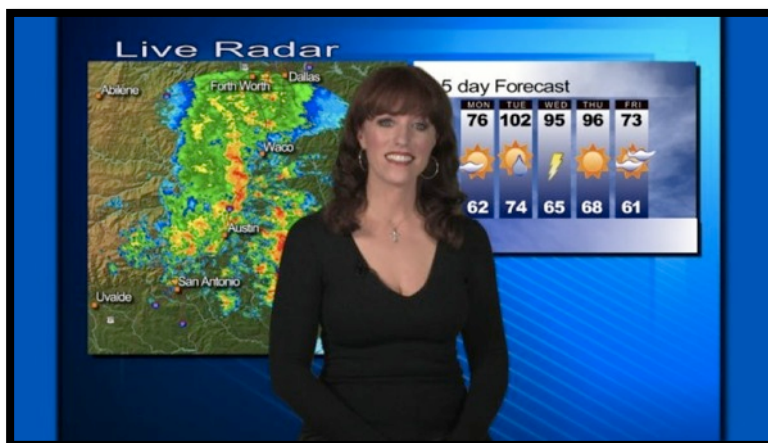 Live Radar
Abilene
Forth Worth
Dallas
Waco
Austin
San Antonio
Uvalde
5 day Forecast
MON TUE WED THU FRI
76 102 95 96 73
62 74 65 68 61